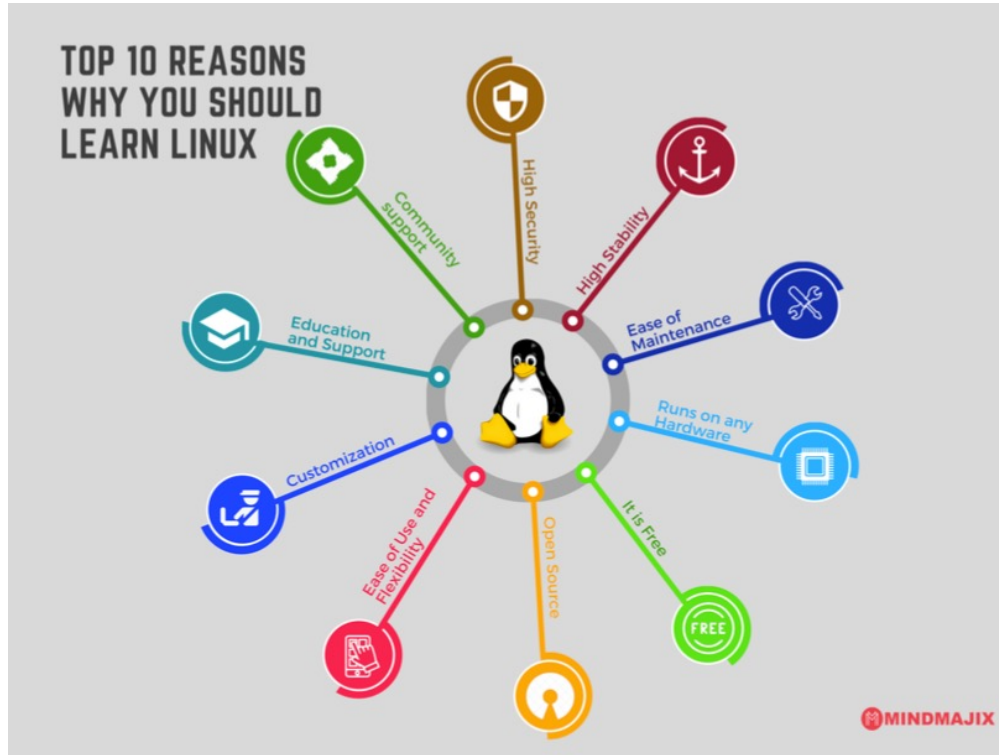 TOP 10 REASONS
WHY YOU SHOULD
LEARN LINUX
High Security
High Stability
Ease of
Maintenance
Runs on any
Hardware
It is Free
FREE
Open Source
Ease of Use and
Flexibility
Customization
Education
and Support
Community
support
MINDMAJIX